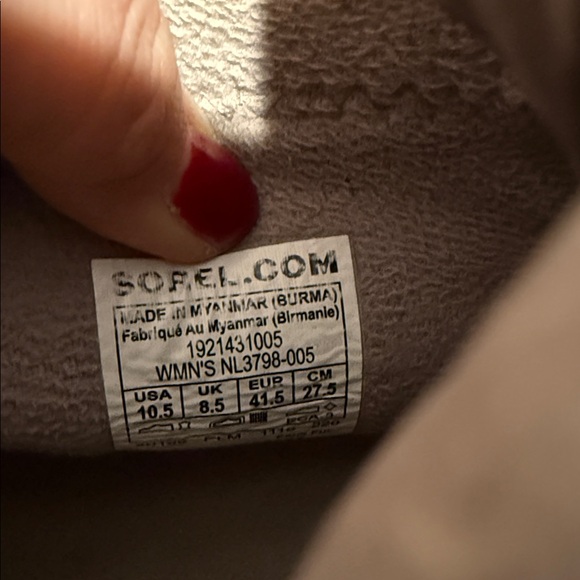 SOREL.COM
MADE IN MYANMAR (BURMA)
Fabriqué Au Myanmar (Birmanie)
1921431005
WMN'S NL3798-005
USA UK EUR CM
10.5 8.5 41.5 27.5